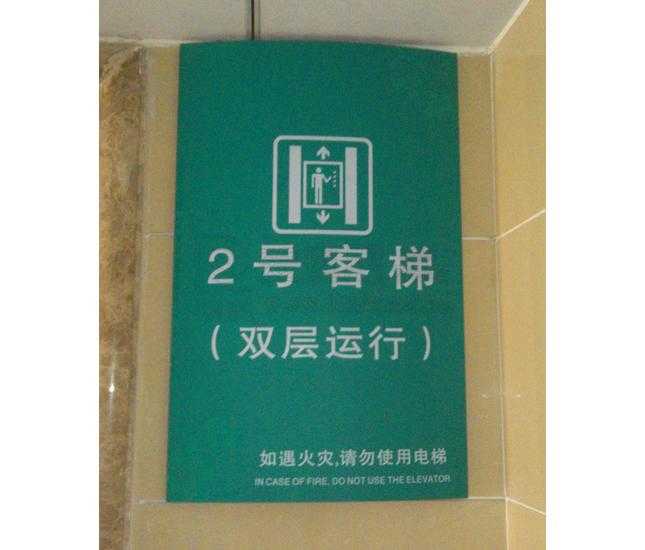 2号客梯
(双层运行)
如遇火灾,请勿使用电梯
IN CASE OF FIRE, DO NOT USE THE ELEVATOR